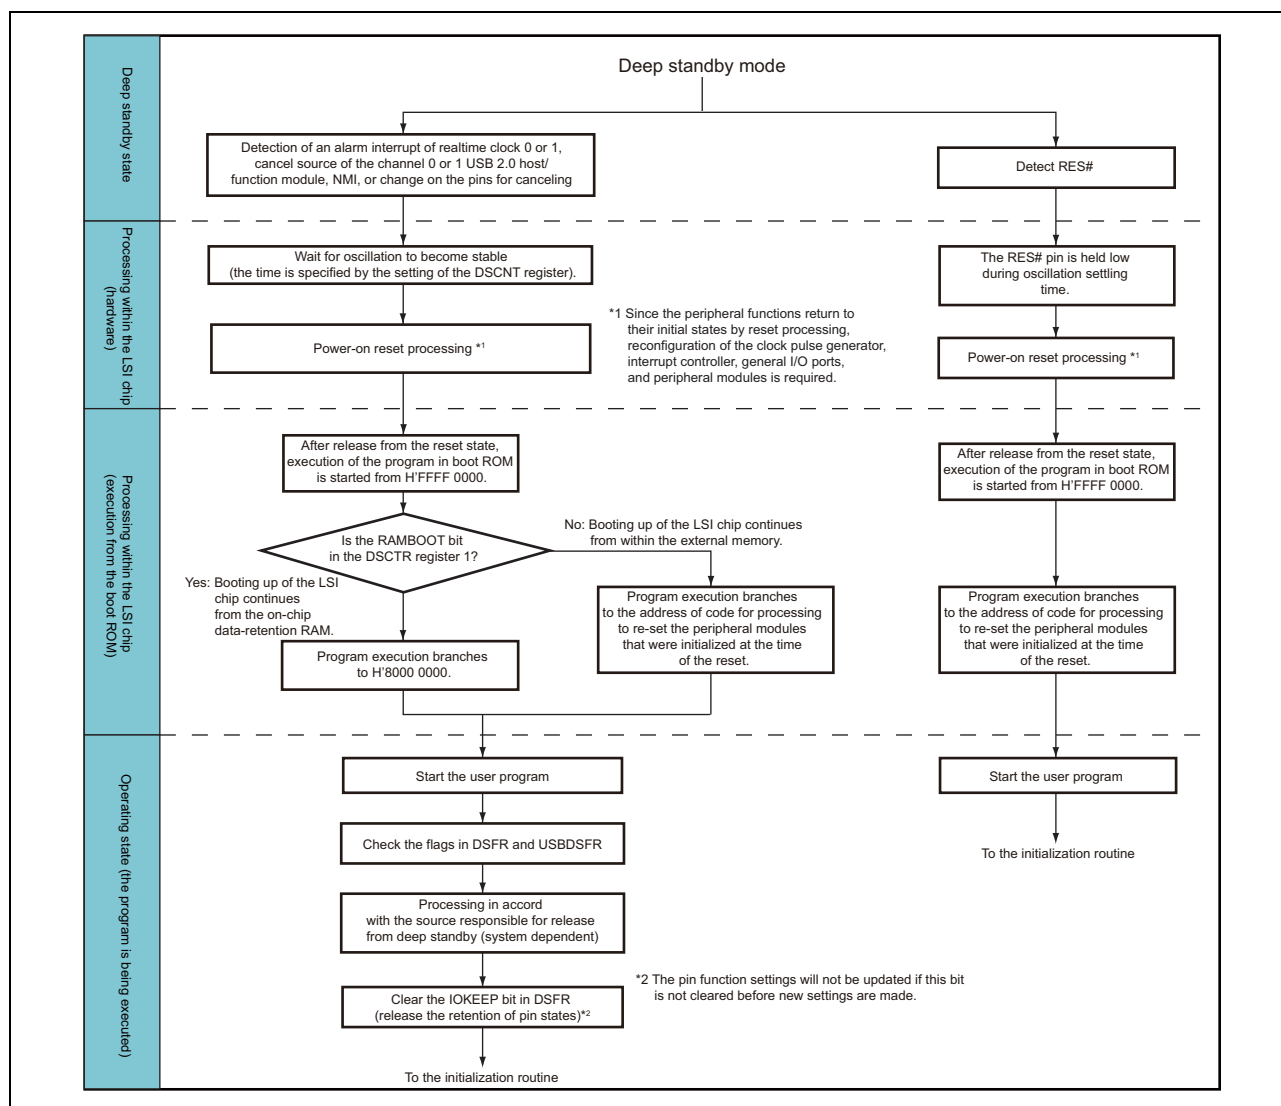 Deep standby mode
Deep standby state
Detection of an alarm interrupt of realtime clock 0 or 1,
cancel source of the channel 0 or 1 USB 2.0 host/
function module, NMI, or change on the pins for canceling
Detect RES#
Processing within the LSI chip
(hardware)
Wait for oscillation to become stable
(the time is specified by the setting of the DSCNT register).
The RES# pin is held low
during oscillation settling
time.
*1 Since the peripheral functions return to
their initial states by reset processing,
reconfiguration of the clock pulse generator,
interrupt controller, general I/O ports,
and peripheral modules is required.
Power-on reset processing *1
Power-on reset processing *1
Processing within the LSI chip
(execution from the boot ROM)
After release from the reset state,
execution of the program in boot ROM
is started from H'FFFF 0000.
After release from the reset state,
execution of the program in boot ROM
is started from H'FFFF 0000.
Is the RAMBOOT bit
in the DSCTR register 1?
No: Booting up of the LSI chip continues
from within the external memory.
Yes: Booting up of the LSI
chip continues
from the on-chip
data-retention RAM.
Program execution branches
to H'8000 0000.
Program execution branches
to the address of code for processing
to re-set the peripheral modules
that were initialized at the time
of the reset.
Program execution branches
to the address of code for processing
to re-set the peripheral modules
that were initialized at the time
of the reset.
Operating state (the program is being executed)
Start the user program
Start the user program
Check the flags in DSFR and USBDSFR
To the initialization routine
Processing in accord
with the source responsible for release
from deep standby (system dependent)
*2 The pin function settings will not be updated if this bit
is not cleared before new settings are made.
Clear the IOKEEP bit in DSFR
(release the retention of pin states)*2
To the initialization routine